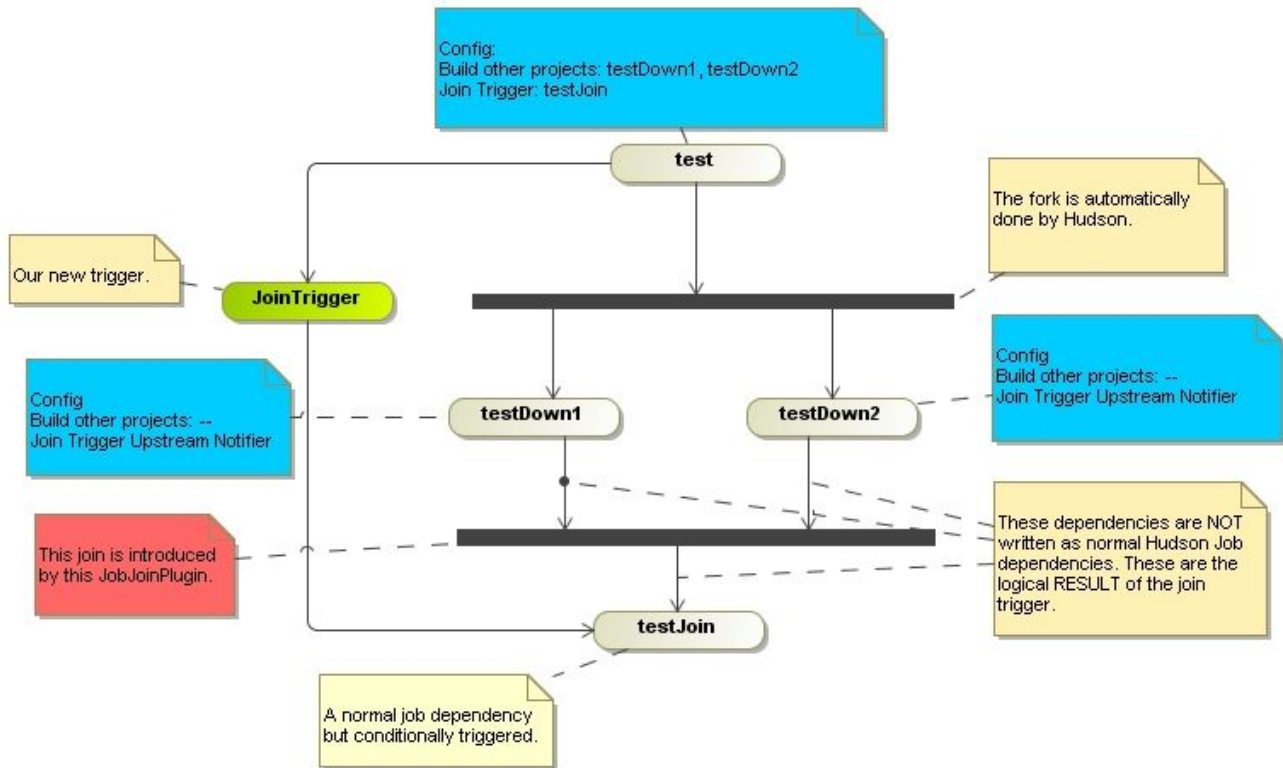 Config:
Build other projects: testDown1, testDown2
Join Trigger: testJoin
test
The fork is automatically
done by Hudson.
Our new trigger.
JoinTrigger
Config
Build other projects: --
Join Trigger Upstream Notifier
testDown1
testDown2
Config
Build other projects: --
Join Trigger Upstream Notifier
This join is introduced
by this JobJoinPlugin.
These dependencies are NOT
written as normal Hudson Job
dependencies. These are the
logical RESULT of the join
trigger.
testJoin
A normal job dependency
but conditionally triggered.